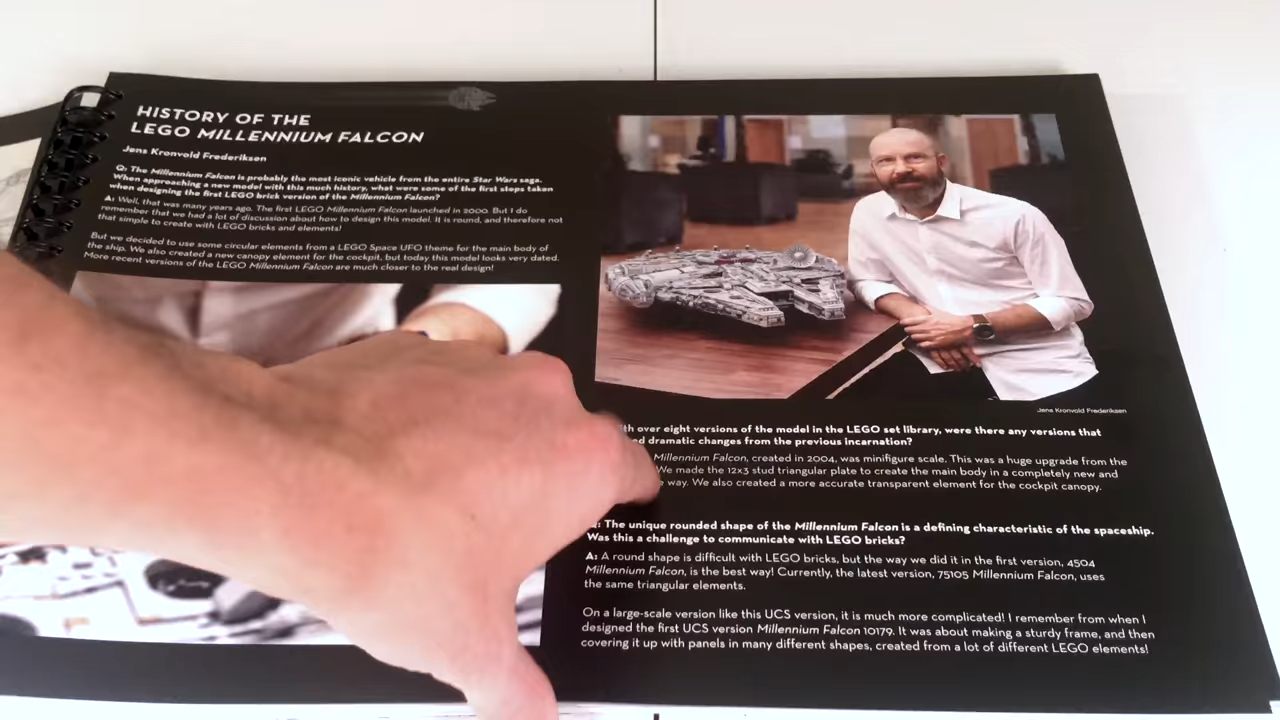 HISTORY OF THE
LEGO MILLENNIUM FALCON
Jens Kronvold Frederiksen
Q: The Millennium Falcon is probably the most iconic vehicle from the entire Star Wars saga.
When approaching a new model with this much history, what were some of the first steps taken
when designing the first LEGO brick version of the Millennium Falcon?
A: Well, that was many years ago. The first LEGO Millennium Falcon launched in 2000. But I do
remember that we had a lot of discussion about how to design this model. It is round, and therefore not
that simple to create with LEGO bricks and elements!
But we decided to use some circular elements from a LEGO Space UFO theme for the main body of
the ship. We also created a new canopy element for the cockpit, but today this model looks very dated.
More recent versions of the LEGO Millennium Falcon are much closer to the real design!
Jens Kronvold Frederiksen
over eight versions of the model in the LEGO set library, were there any versions that
dramatic changes from the previous incarnation?
Millennium Falcon, created in 2004, was minifigure scale. This was a huge upgrade from the
We made the 12x3 stud triangular plate to create the main body in a completely new and
way. We also created a more accurate transparent element for the cockpit canopy.
Q: The unique rounded shape of the Millennium Falcon is a defining characteristic of the spaceship.
Was this a challenge to communicate with LEGO bricks?
A: A round shape is difficult with LEGO bricks, but the way we did it in the first version, 4504
Millennium Falcon, is the best way! Currently, the latest version, 75105 Millennium Falcon, uses
the same triangular elements.
On a large-scale version like this UCS version, it is much more complicated! I remember from when I
designed the first UCS version Millennium Falcon 10179. It was about making a sturdy frame, and then
covering it up with panels in many different shapes, created from a lot of different LEGO elements!